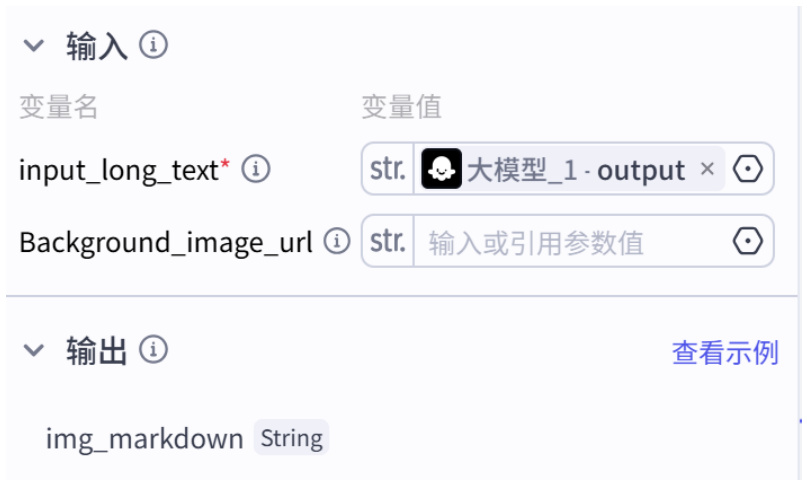 输入
变量名 变量值
input_long_text* str. 大模型_1 · output ×
Background_image_url str. 输入或引用参数值
输出 查看示例
img_markdown String